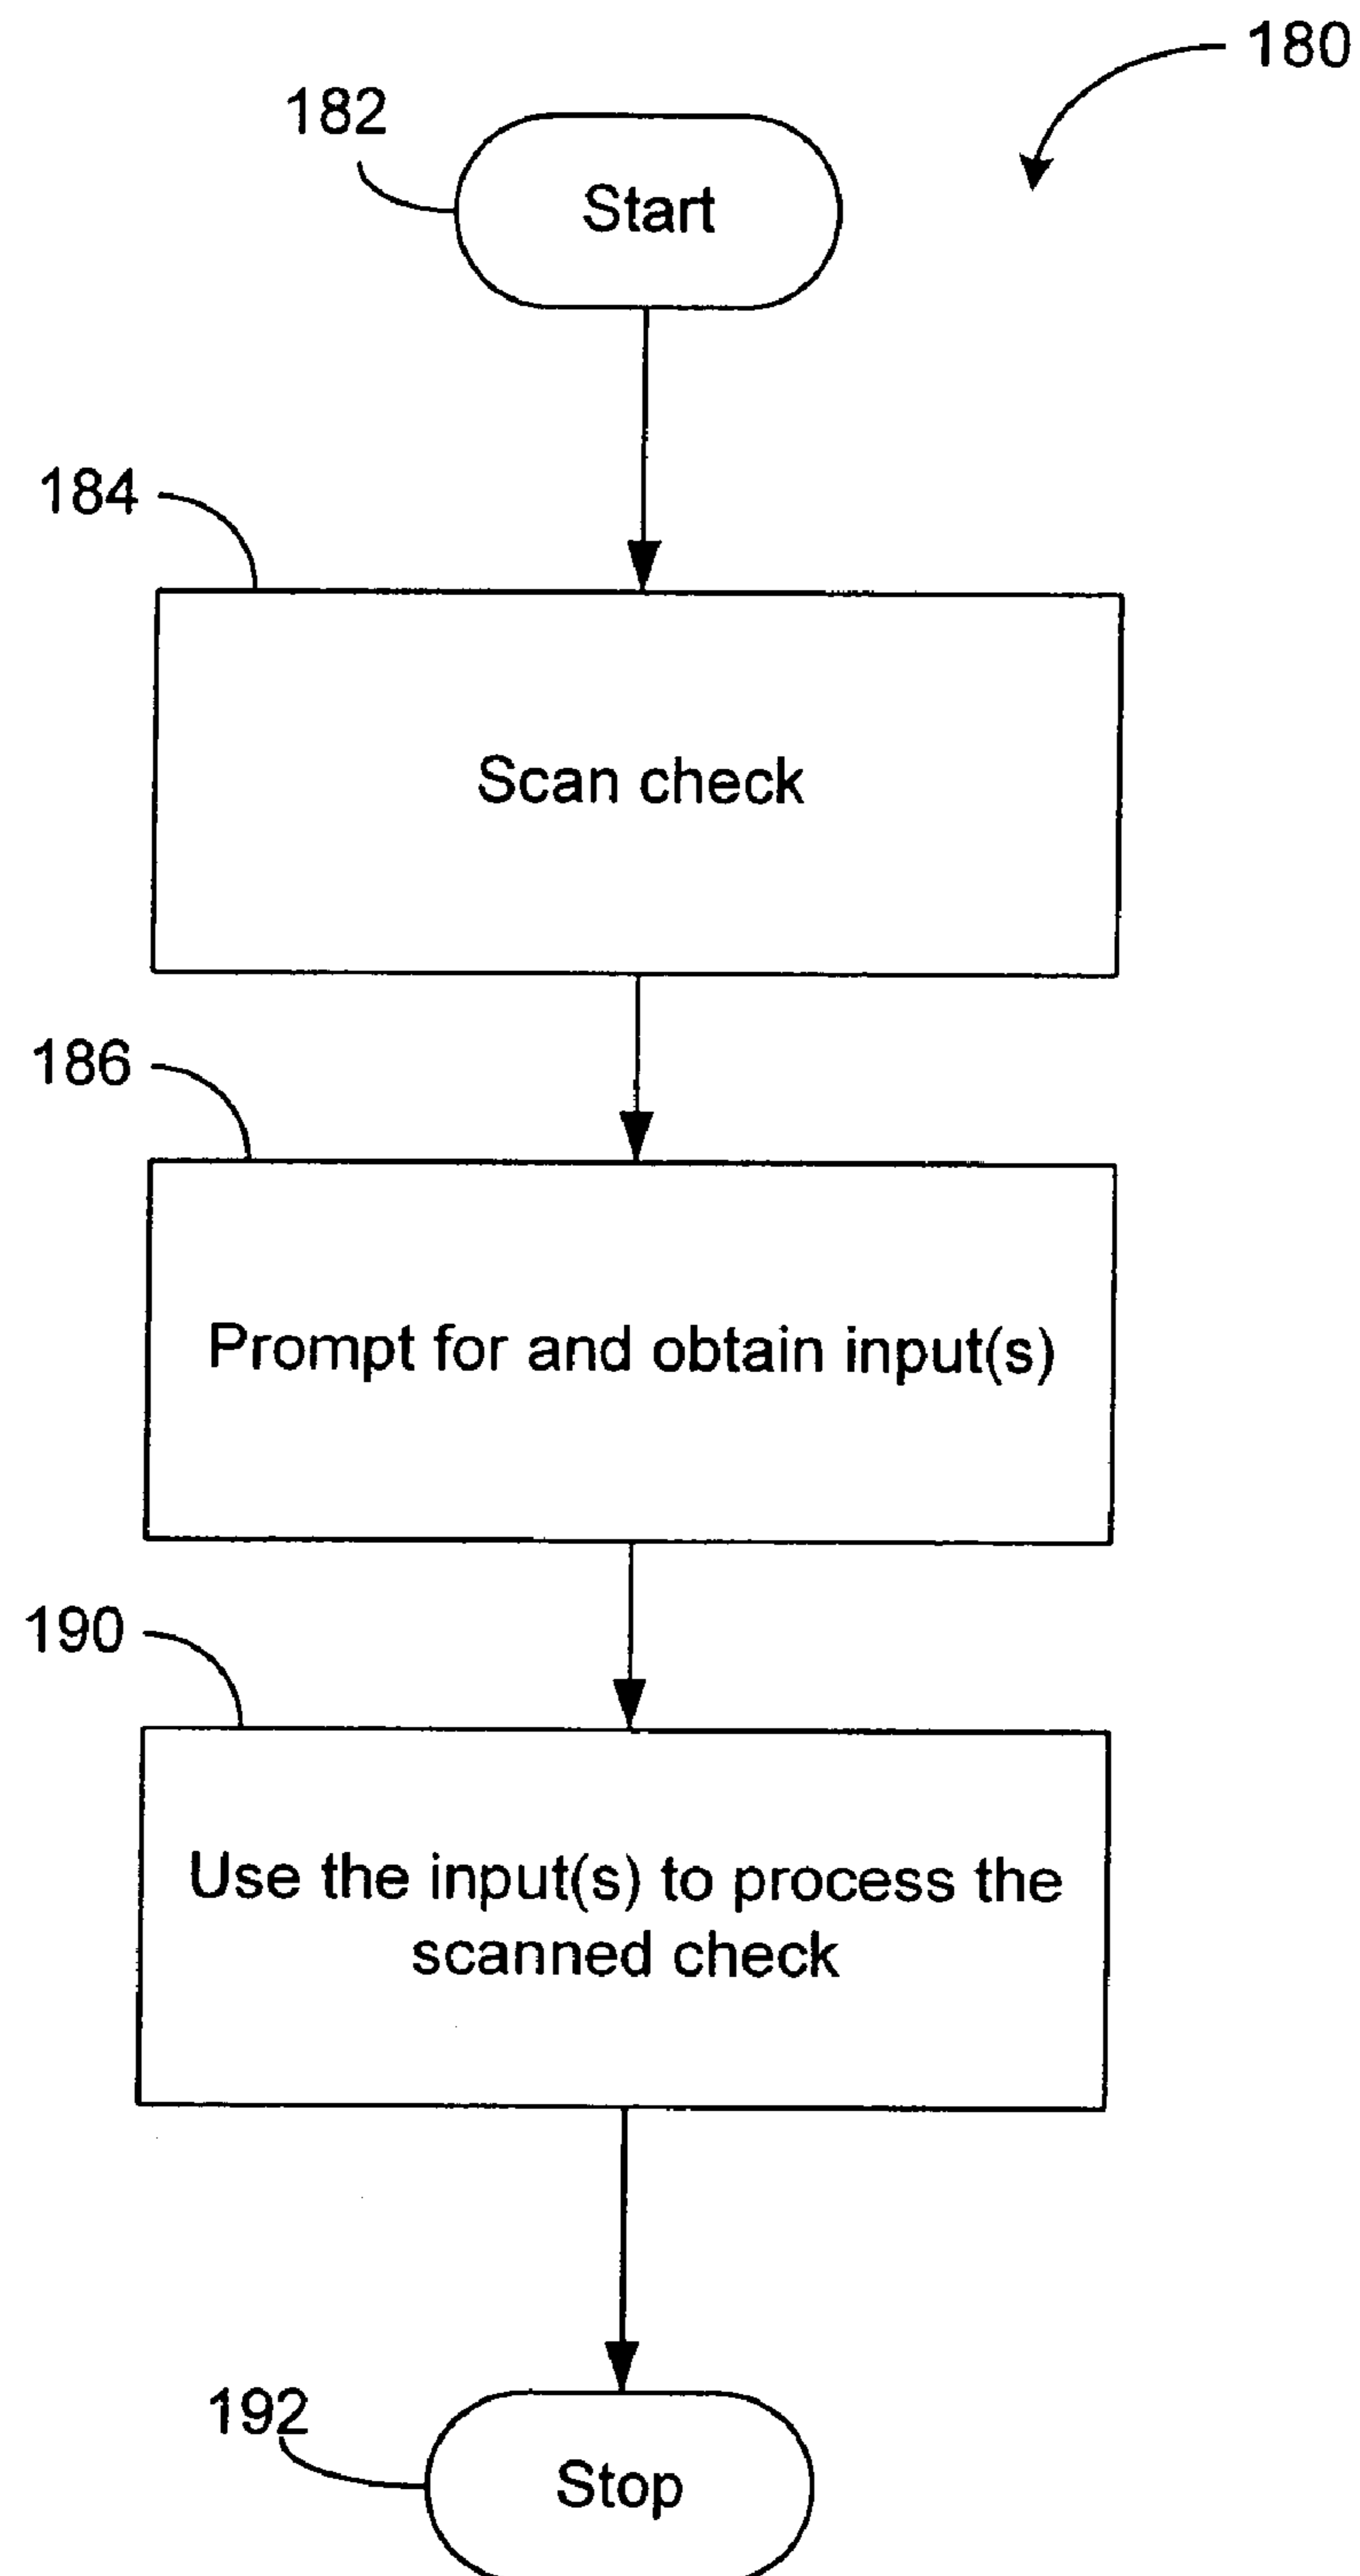 180
182
Start
184
Scan check
186
Prompt for and obtain input(s)
190
Use the input(s) to process the
scanned check
192
Stop